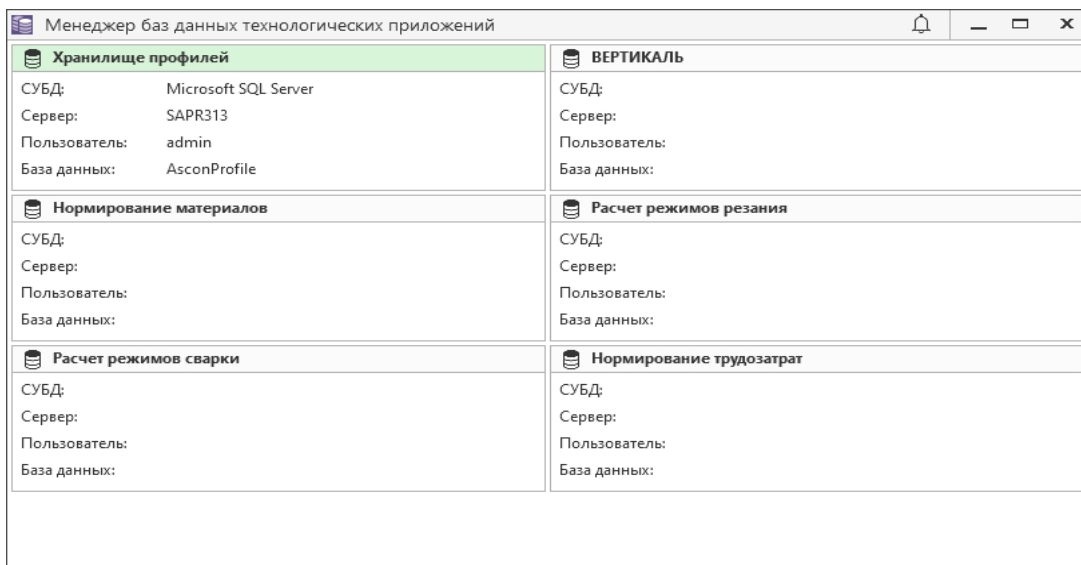 Менеджер баз данных технологических приложений
Хранилище профилей
СУБД: Microsoft SQL Server
Сервер: SAPR313
Пользователь: admin
База данных: AsconProfile
ВЕРТИКАЛЬ
СУБД:
Сервер:
Пользователь:
База данных:
Нормирование материалов
СУБД:
Сервер:
Пользователь:
База данных:
Расчет режимов резания
СУБД:
Сервер:
Пользователь:
База данных:
Расчет режимов сварки
СУБД:
Сервер:
Пользователь:
База данных:
Нормирование трудозатрат
СУБД:
Сервер:
Пользователь:
База данных: